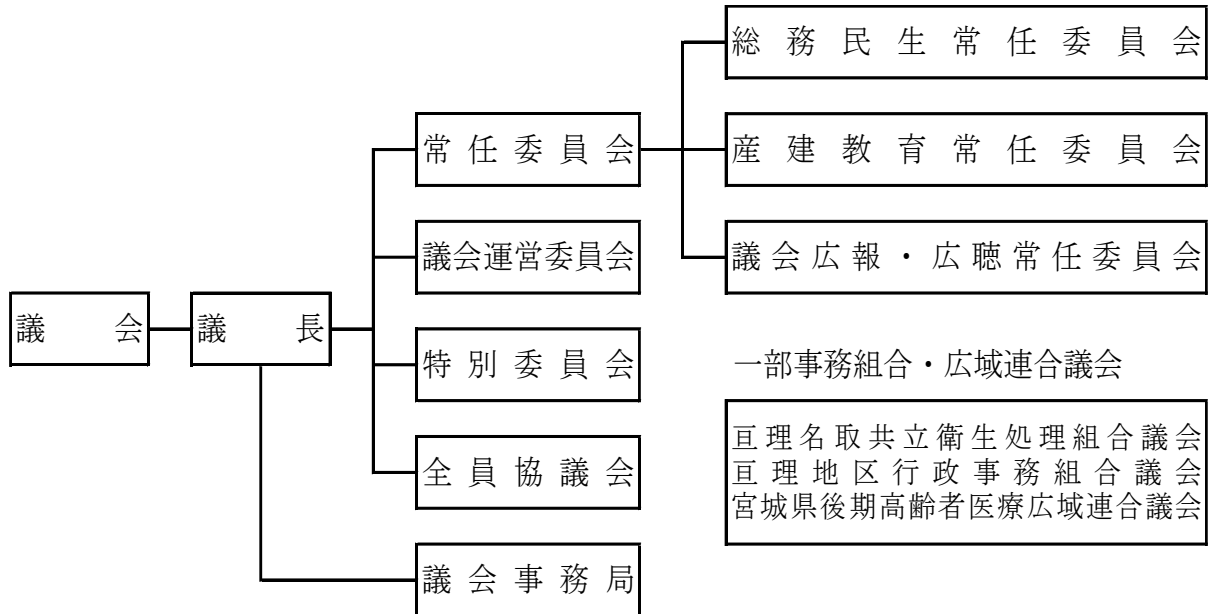 議会
議長
常任委員会
議会運営委員会
特別委員会
全員協議会
議会事務局
総務民生常任委員会
産建教育常任委員会
議会広報・広聴常任委員会
一部事務組合・広域連合議会
亘理名取共立衛生処理組合議会
亘理地区行政事務組合議会
宮城県後期高齢者医療広域連合議会